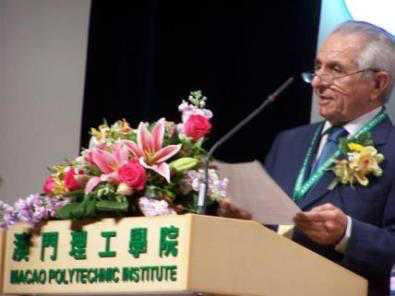 澳門理工學院
MACAO POLYTECHNIC INSTITUTE